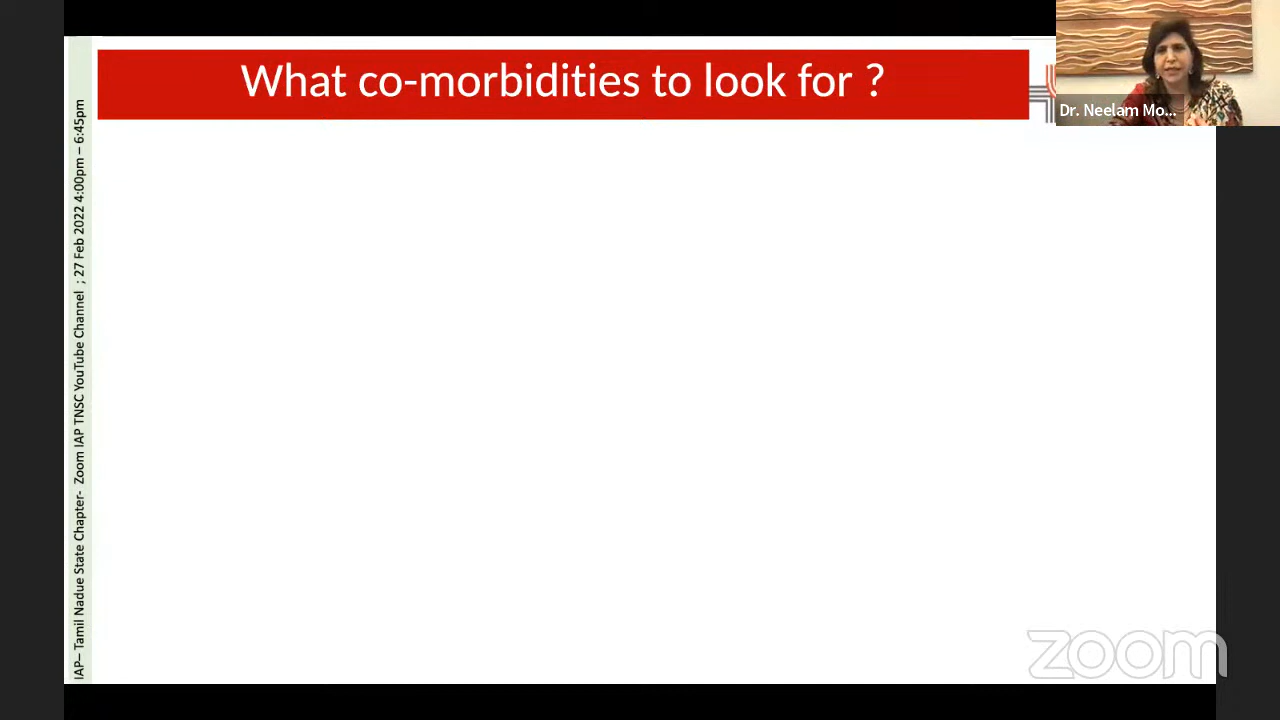 What co-morbidities to look for ?
Dr. Neelam Mo...
IAP– Tamil Nadue State Chapter- Zoom IAP TNSC YouTube Channel ; 27 Feb 2022 4:00pm – 6:45pm
zoom